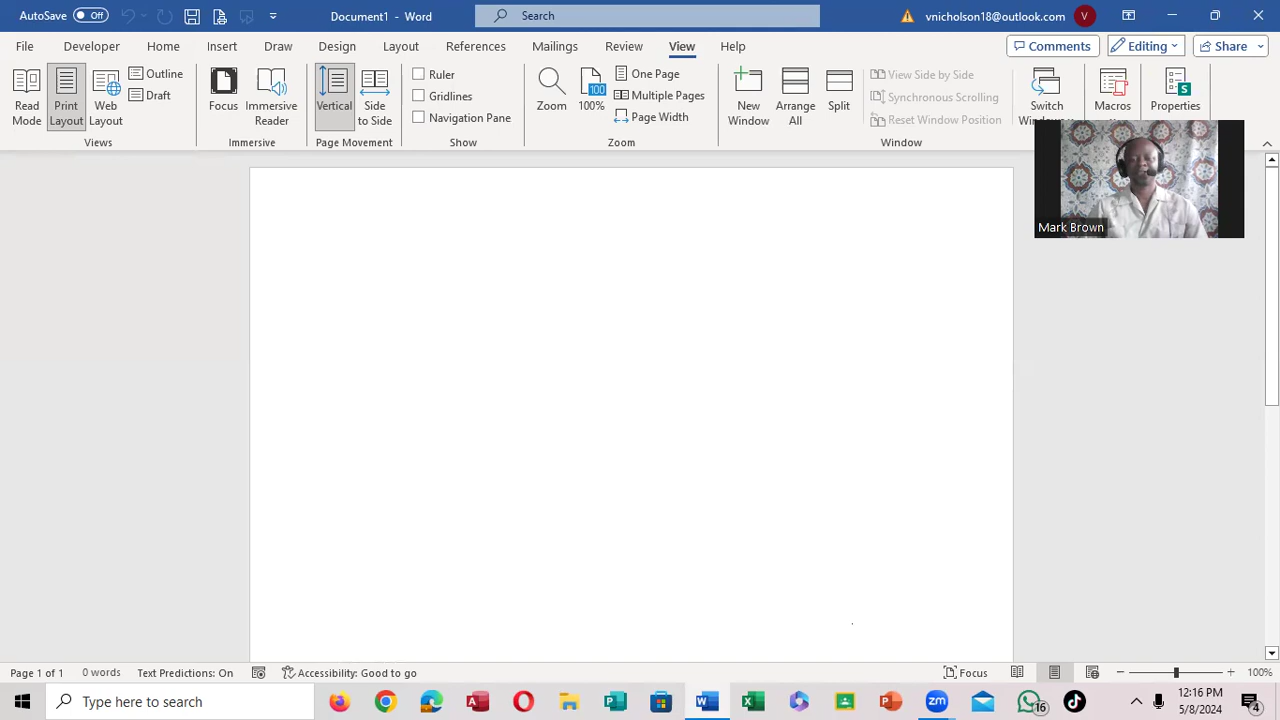 AutoSave Off Document1 - Word Search vnicholson18@outlook.com V
File Developer Home Insert Draw Design Layout References Mailings Review View Help Comments Editing Share
Read Mode
Print Layout
Web Layout
Outline
Draft
Views
Focus
Immersive Reader
Immersive
Vertical
Side to Side
Page Movement
Ruler
Gridlines
Navigation Pane
Show
Zoom
100
100%
One Page
Multiple Pages
Page Width
Zoom
New Window
Arrange All
Split
View Side by Side
Synchronous Scrolling
Reset Window Position
Switch
Window
Macros
S
Properties
Mark Brown
Page 1 of 1 0 words Text Predictions: On Accessibility: Good to go Focus 100%
Type here to search 16 12:16 PM
5/8/2024 4